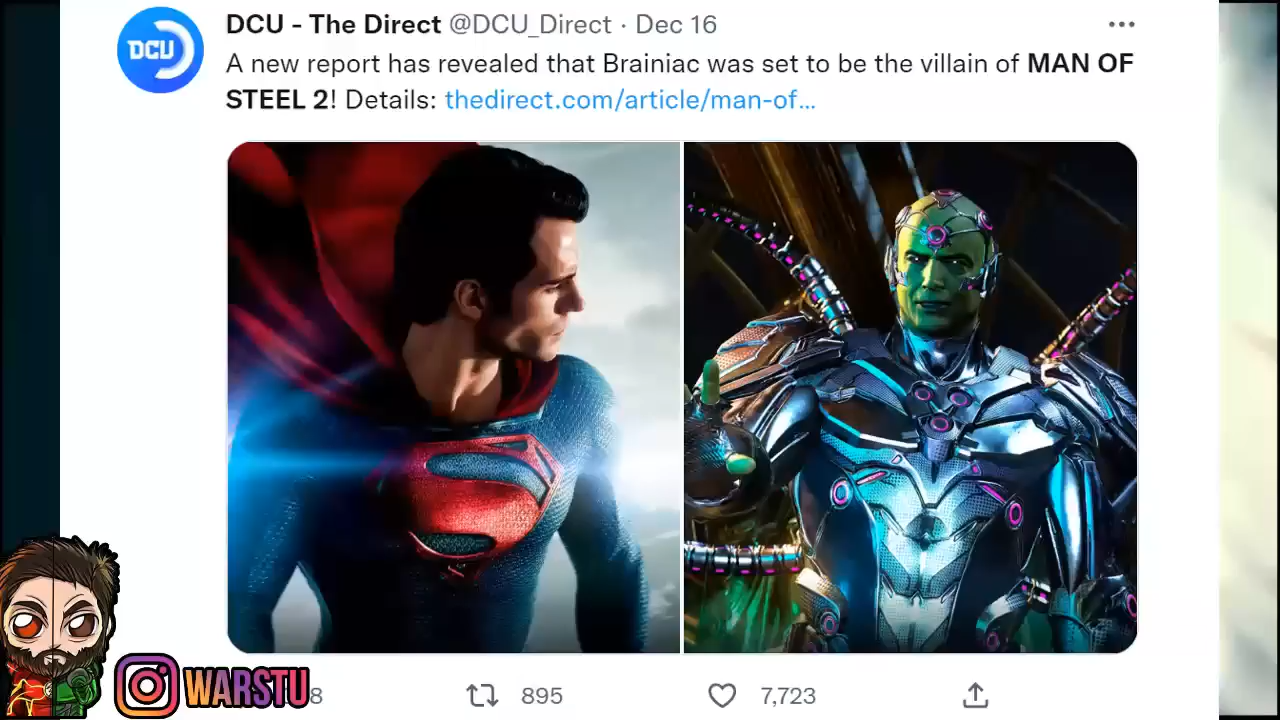 DCU
DCU - The Direct @DCU_Direct · Dec 16
A new report has revealed that Brainiac was set to be the villain of MAN OF
STEEL 2! Details: thedirect.com/article/man-of...
WARSTU
8 895 7,723